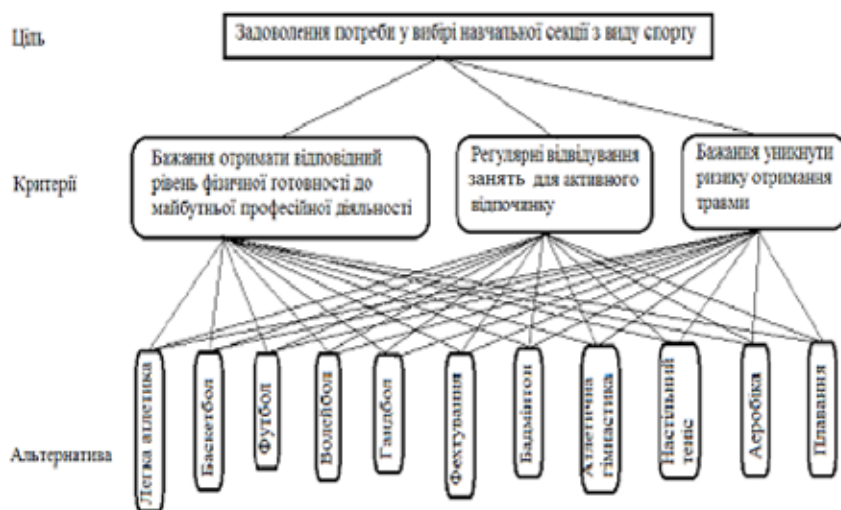 Ціль
Задоволення потреби у вибірі навчальної секції з виду спорту
Критерії
Бажання отримати відповідний
рівень фізичної готовності до
майбутньої професійної діяльності
Регулярні відвідування
занять для активного
відпочинку
Бажання уникнути
ризику отримання
травми
Альтернатива
Легка атлетика
Баскетбол
Футбол
Волейбол
Гандбол
Фехтування
Бадмінтон
Атлетична
гімнастика
Настільний
теніс
Аеробіка
Плавання